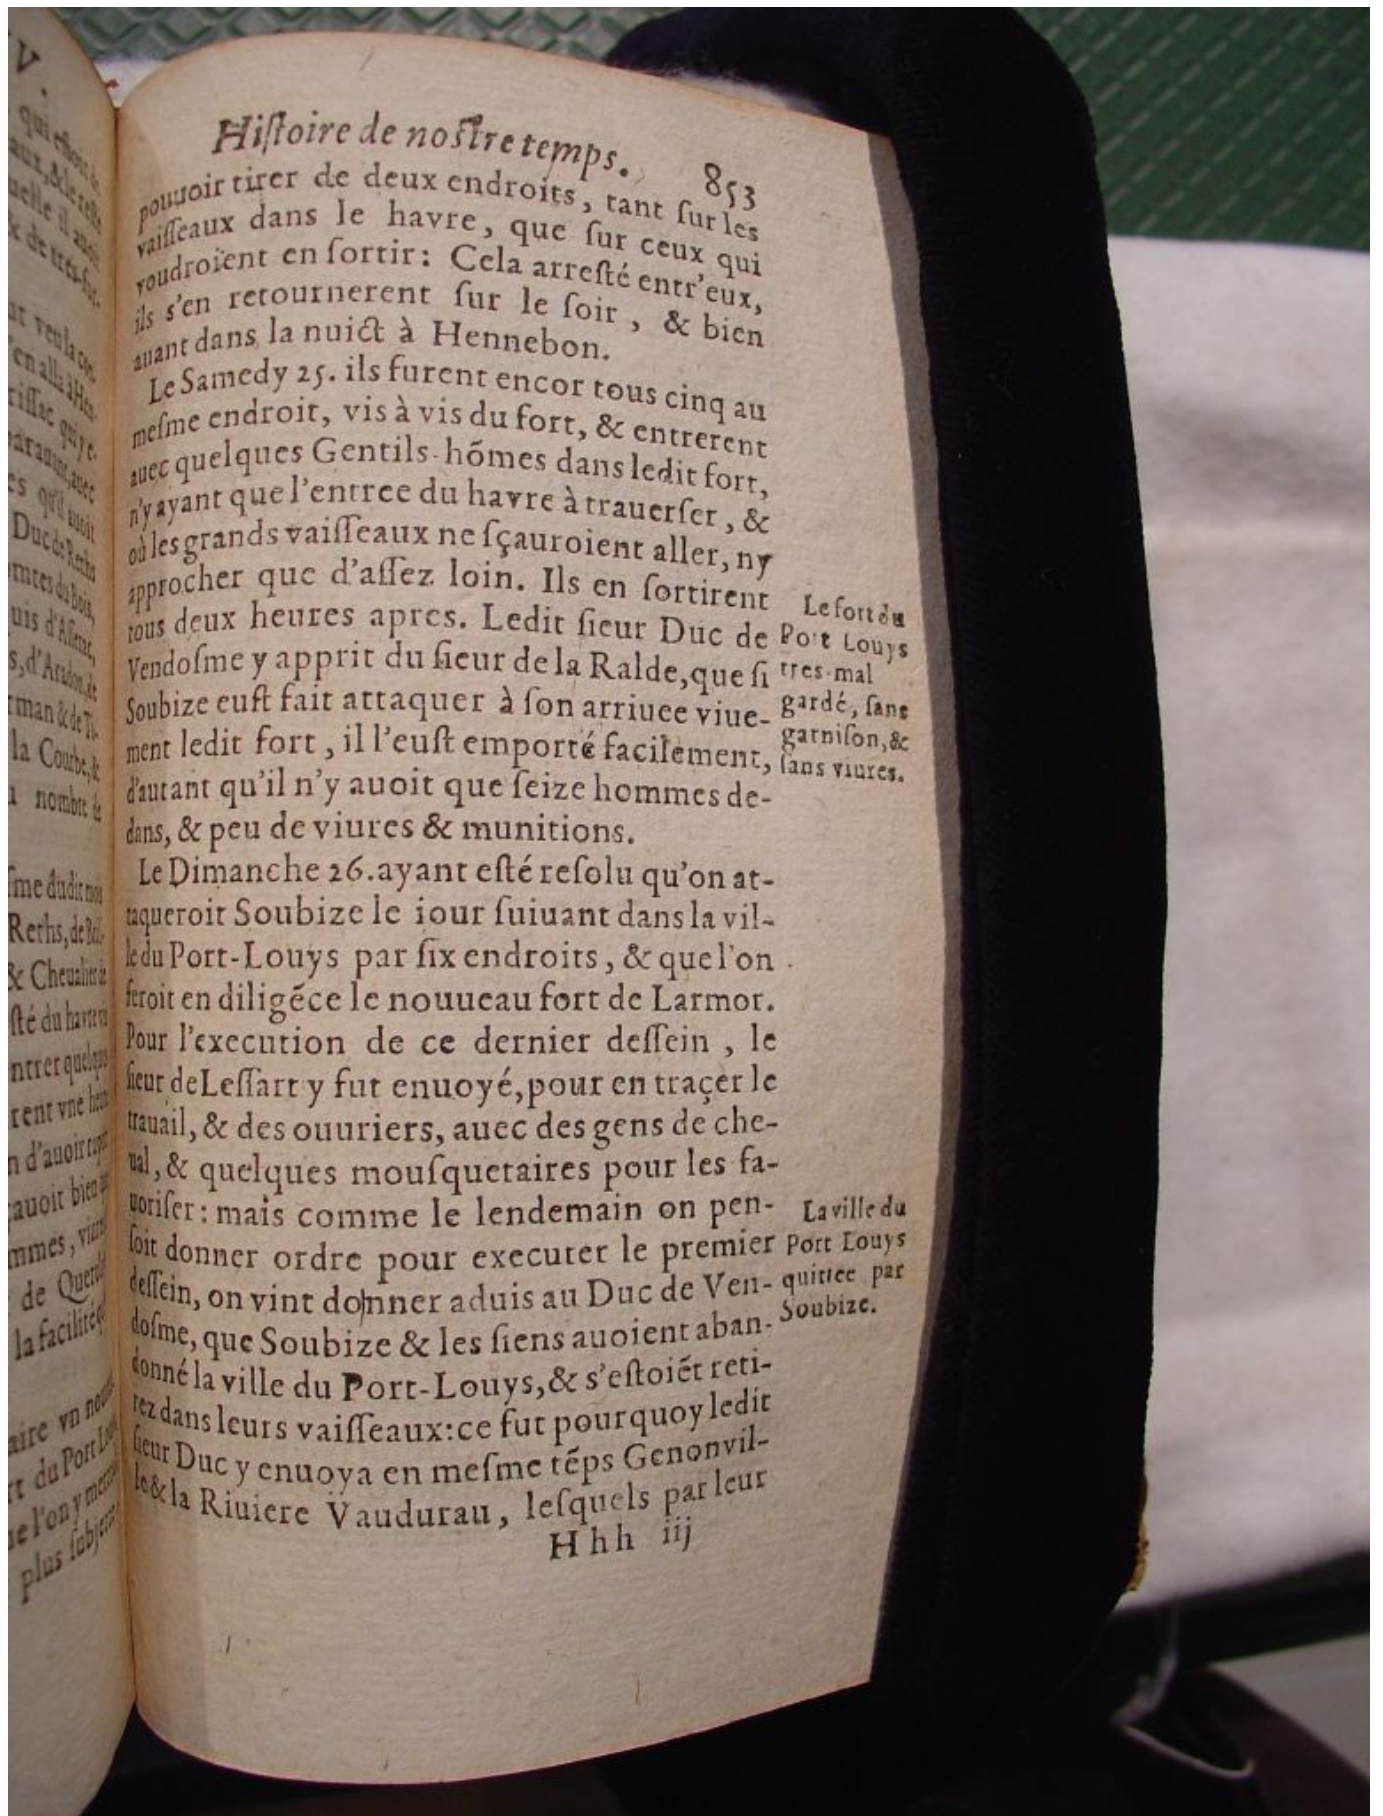 Hiſtoire de noſtre temps. 853
pouuoir tirer de deux endroits, tant ſur les
vaiſſeaux dans le havre, que ſur ceux qui
voudroient en ſortir: Cela arreſté entr'eux,
ils s'en retournerent ſur le ſoir, & bien
auant dans la nuict à Hennebon.
Le Samedy 25. ils furent encor tous cinq au
meſme endroit, vis à vis du fort, & entrerent
auec quelques Gentils-hõmes dans ledit fort,
n'y ayant que l'entree du havre à trauerſer, &
où les grands vaiſſeaux ne ſçauroient aller, ny
approcher que d'aſſez loin. Ils en ſortirent
tous deux heures apres. Ledit ſieur Duc de
Vendoſme y apprit du ſieur de la Ralde, que ſi
Soubize euſt fait attaquer à ſon arriuee viue-
ment ledit fort, il l'euſt emporté facilement,
d'autant qu'il n'y auoit que ſeize hommes de-
dans, & peu de viures & munitions.
Le fort du
Port Louys
tres-mal
gardé, ſans
garniſon, &
ſans viures.
Le Dimanche 26. ayant eſté reſolu qu'on at-
taqueroit Soubize le iour ſuiuant dans la vil-
le du Port-Louys par ſix endroits, & que l'on
feroit en diligẽce le nouueau fort de Larmor.
Pour l'execution de ce dernier deſſein, le
ſieur de Leſſart y fut enuoyé, pour en traçer le
trauail, & des ouuriers, auec des gens de che-
ual, & quelques mouſquetaires pour les fa-
uoriſer: mais comme le lendemain on pen-
ſoit donner ordre pour executer le premier
deſſein, on vint donner aduis au Duc de Ven-
doſme, que Soubize & les ſiens auoient aban-
donné la ville du Port-Louys, & s'eſtoiẽt reti-
rez dans leurs vaiſſeaux: ce fut pourquoy ledit
ſieur Duc y enuoya en meſme tẽps Genonvil-
le & la Riuiere Vaudurau, leſquels par leur
La ville du
Port Louys
quittee par
Soubize.
Hhh iij